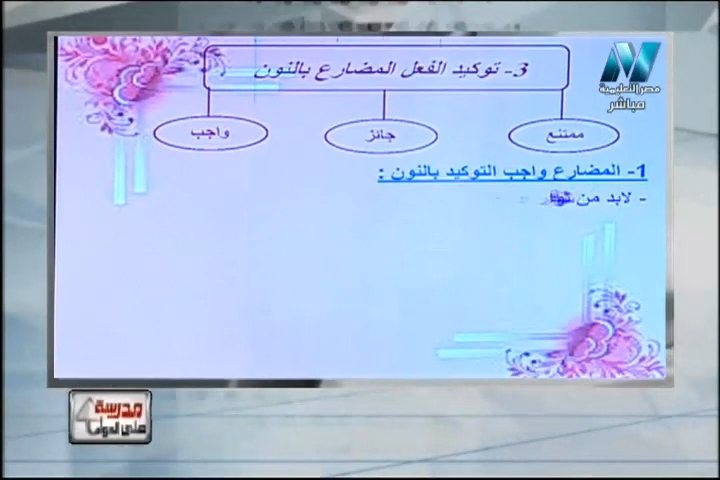 3- توكيد الفعل المضارع بالنون
ممتنع
جائز
واجب
1- المضارع واجب التوكيد بالنون :
- لابد من
مصر التعليمية
مباشر
مدرسة
على الهواء